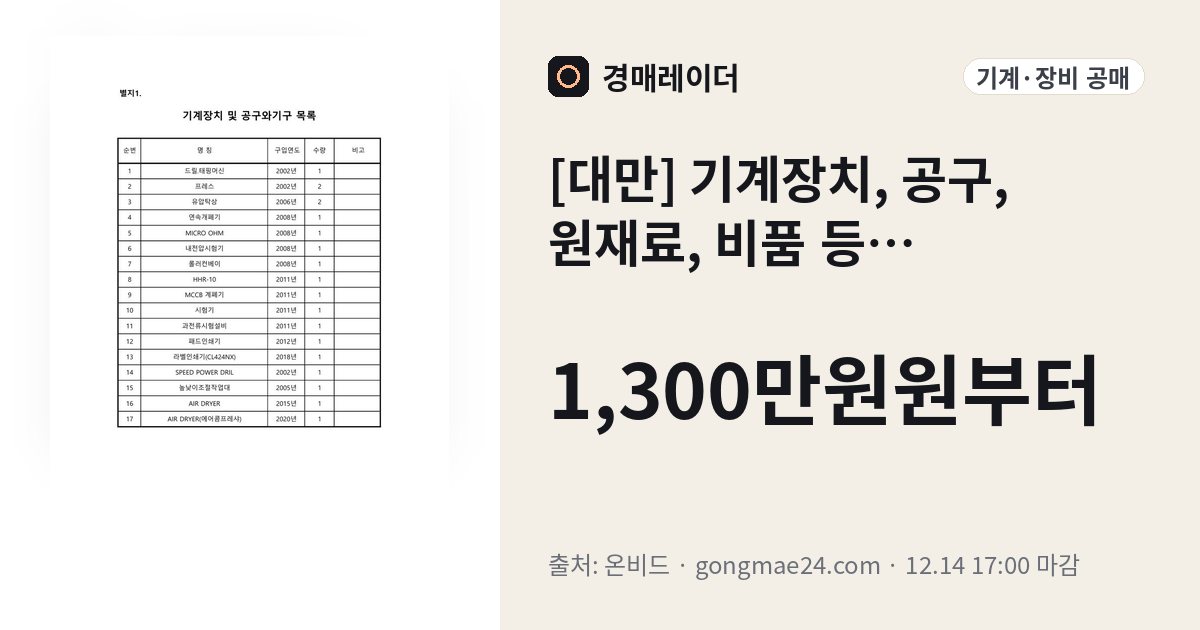 별지1.
기계장치 및 공구와기구 목록
순번 명 칭 구입연도 수량 비고
1 드릴.태핑머신 2002년 1
2 프레스 2002년 2
3 유압탁상 2006년 2
4 연속개폐기 2008년 1
5 MICRO OHM 2008년 1
6 내전압시험기 2008년 1
7 롤러컨베이 2008년 1
8 HHR-10 2011년 1
9 MCCB 계폐기 2011년 1
10 시험기 2011년 1
11 과전류시험설비 2011년 1
12 패드인쇄기 2012년 1
13 라벨인쇄기(CL424NX) 2018년 1
14 SPEED POWER DRIL 2002년 1
15 높낮이조절작업대 2005년 1
16 AIR DRYER 2015년 1
17 AIR DRYER(에어콤프레샤) 2020년 1
경매레이더
기계·장비 공매
[대만] 기계장치, 공구,
원재료, 비품 등…
1,300만원원부터
출처: 온비드 · gongmae24.com · 12.14 17:00 마감